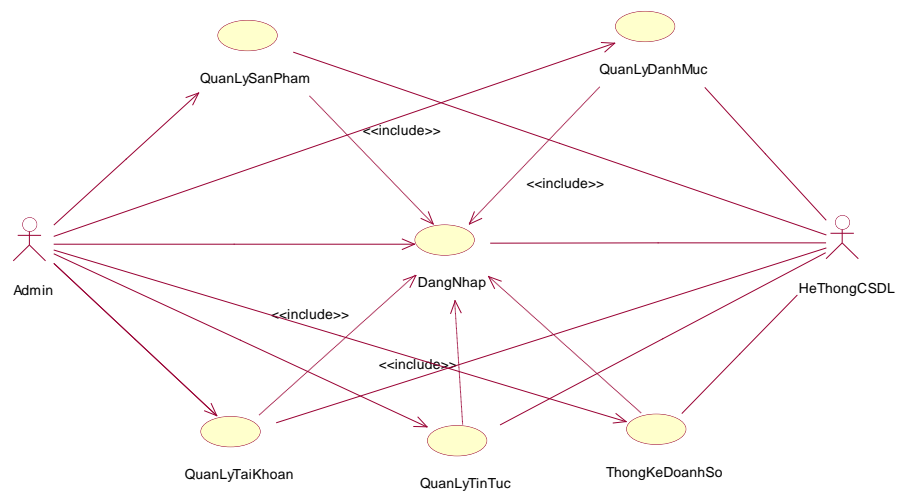 QuanLySanPham
QuanLyDanhMuc
<<include>>
<<include>>
Admin
DangNhap
HeThongCSDL
<<include>>
<<include>>
QuanLyTaiKhoan
QuanLyTinTuc
ThongKeDoanhSo